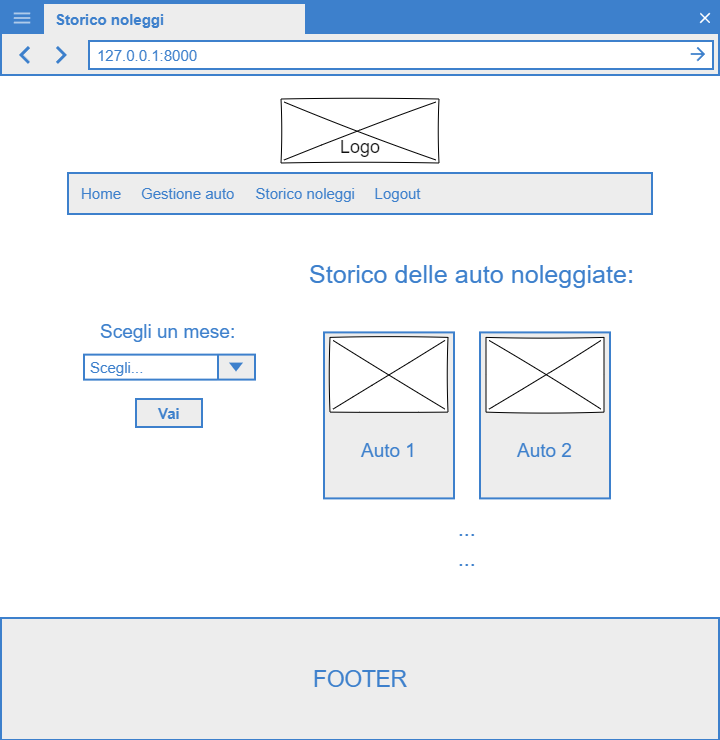 Storico noleggi
127.0.0.1:8000
Logo
Home Gestione auto Storico noleggi Logout
Storico delle auto noleggiate:
Scegli un mese:
Scegli...
Vai
Auto 1 Auto 2
...
...
FOOTER